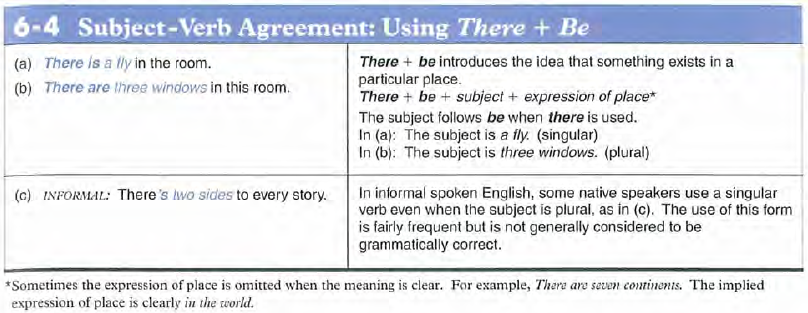 6-4 Subject-Verb Agreement: Using There + Be
(a) There is a fly in the room.
(b) There are three windows in this room.
There + be introduces the idea that something exists in a
particular place.
There + be + subject + expression of place*
The subject follows be when there is used.
In (a): The subject is a fly. (singular)
In (b): The subject is three windows. (plural)
(c) INFORMAL: There's two sides to every story.
In informal spoken English, some native speakers use a singular
verb even when the subject is plural, as in (c). The use of this form
is fairly frequent but is not generally considered to be
grammatically correct.
*Sometimes the expression of place is omitted when the meaning is clear. For example, There are seven continents. The implied
expression of place is clearly in the world.